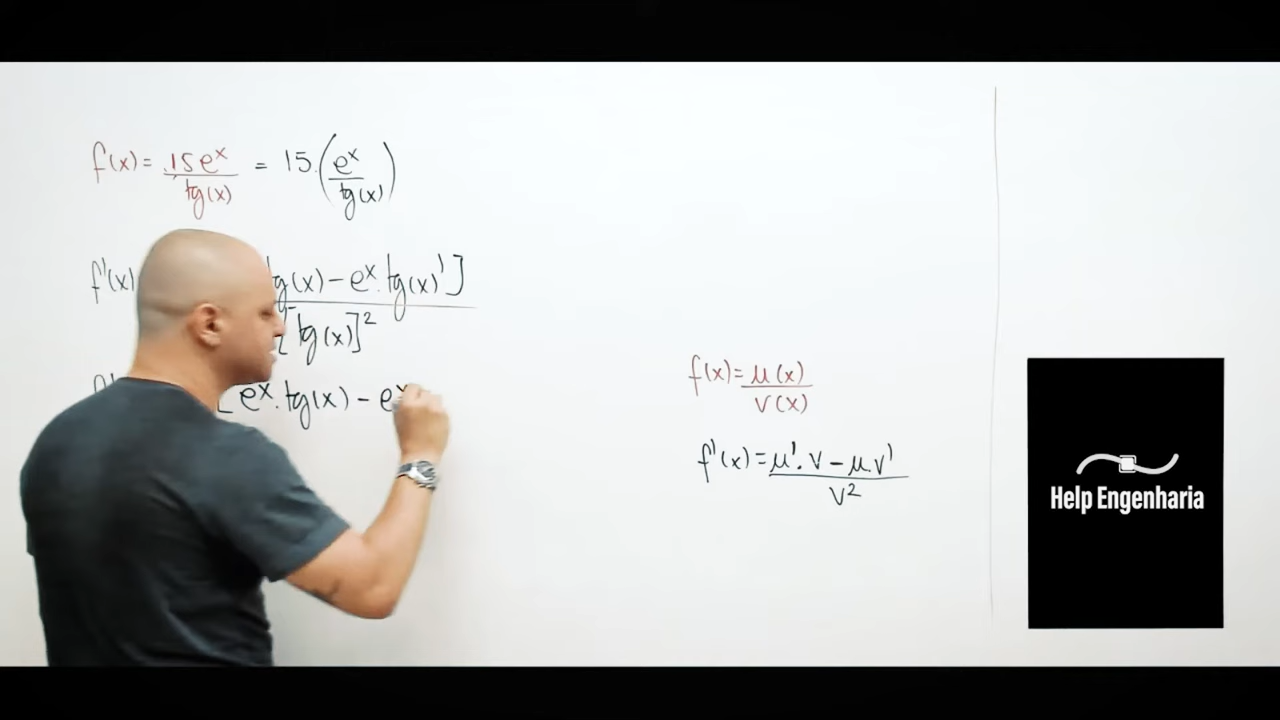 f(x) = 15e^x / tg(x) = 15.(e^x / tg(x))
f'(x) tg(x) - e^x. tg(x)' ]
[tg(x)]^2
[e^x. tg(x) - e^x
f(x) = μ(x) / v(x)
f'(x) = μ'. v - μ.v' / v^2
Help Engenharia